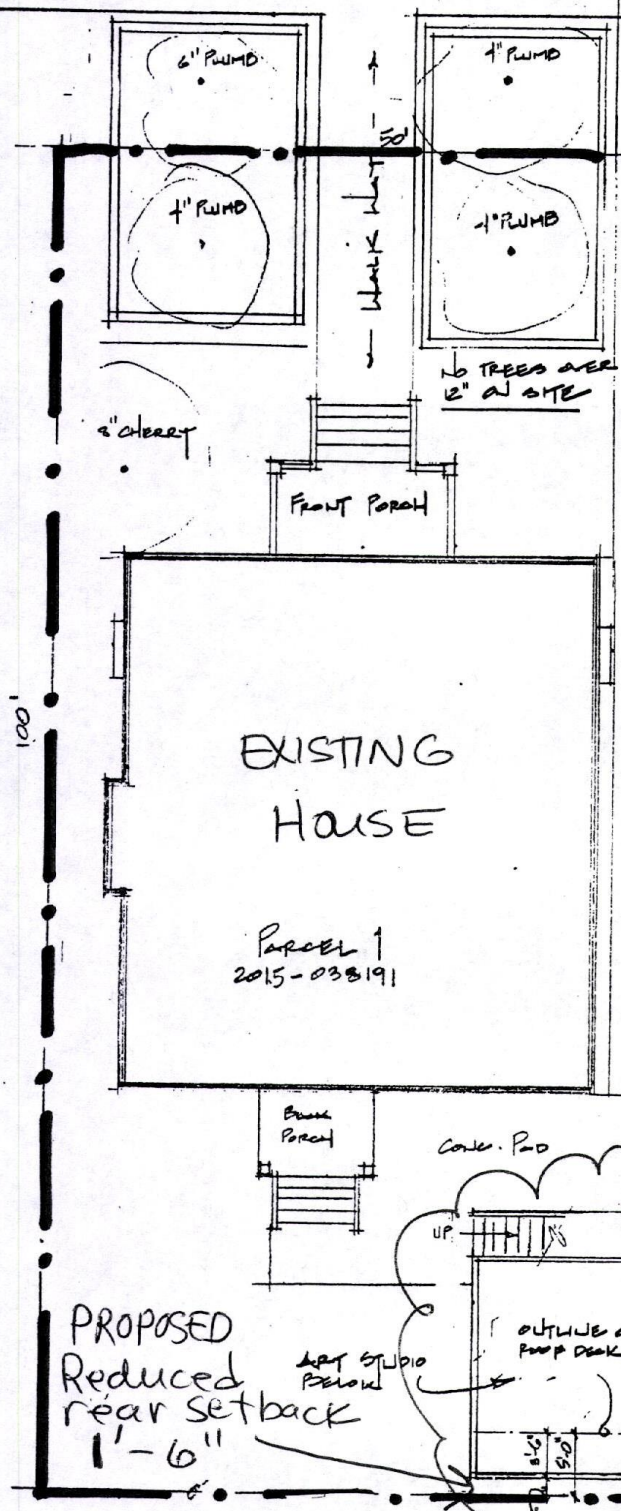 6" PLUMB
4" PLUMB
50'
4" PLUMB
4" PLUMB
WALK WAY
NO TREES OVER
12" ON SITE
8" CHERRY
FRONT PORCH
100'
EXISTING
HOUSE
PARCEL 1
2015-038191
BACK
PORCH
CONC. PAD
UP
PROPOSED
Reduced
rear setback
1'-6"
ART STUDIO
BELOW
OUTLINE
ROOF DECK
3'-6"
5'-0"